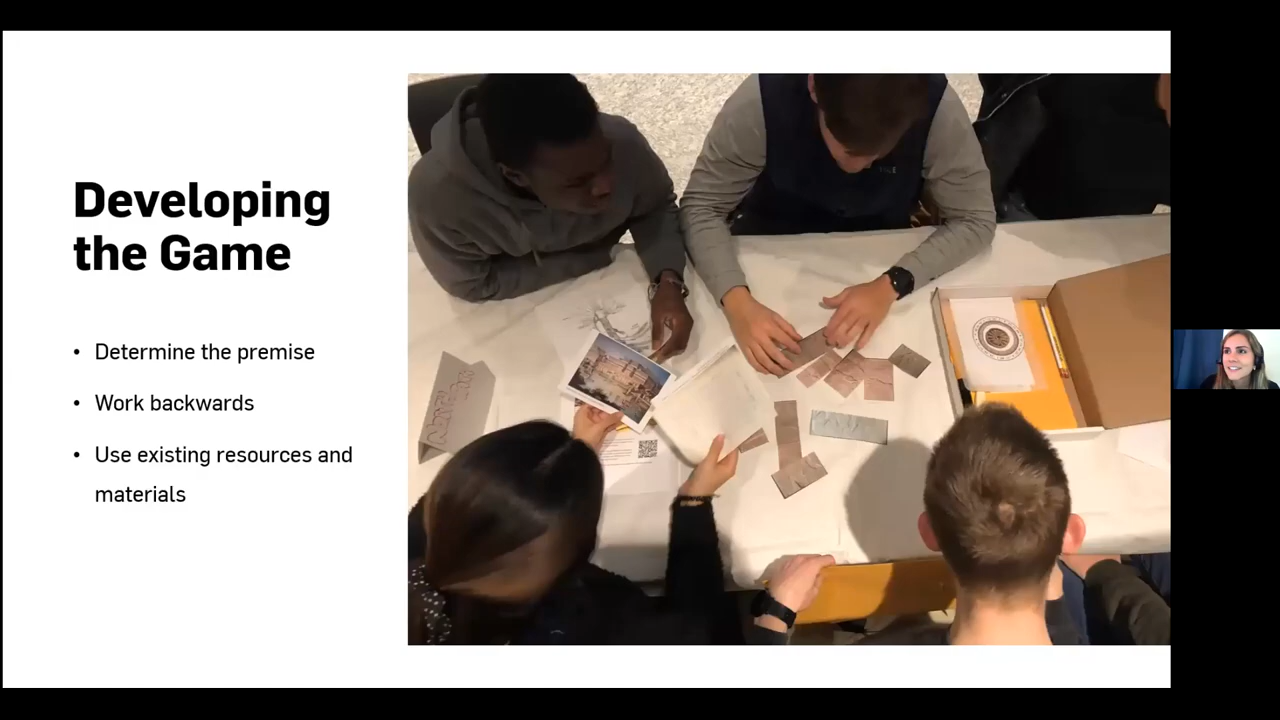 Developing
the Game
• Determine the premise
• Work backwards
• Use existing resources and
materials